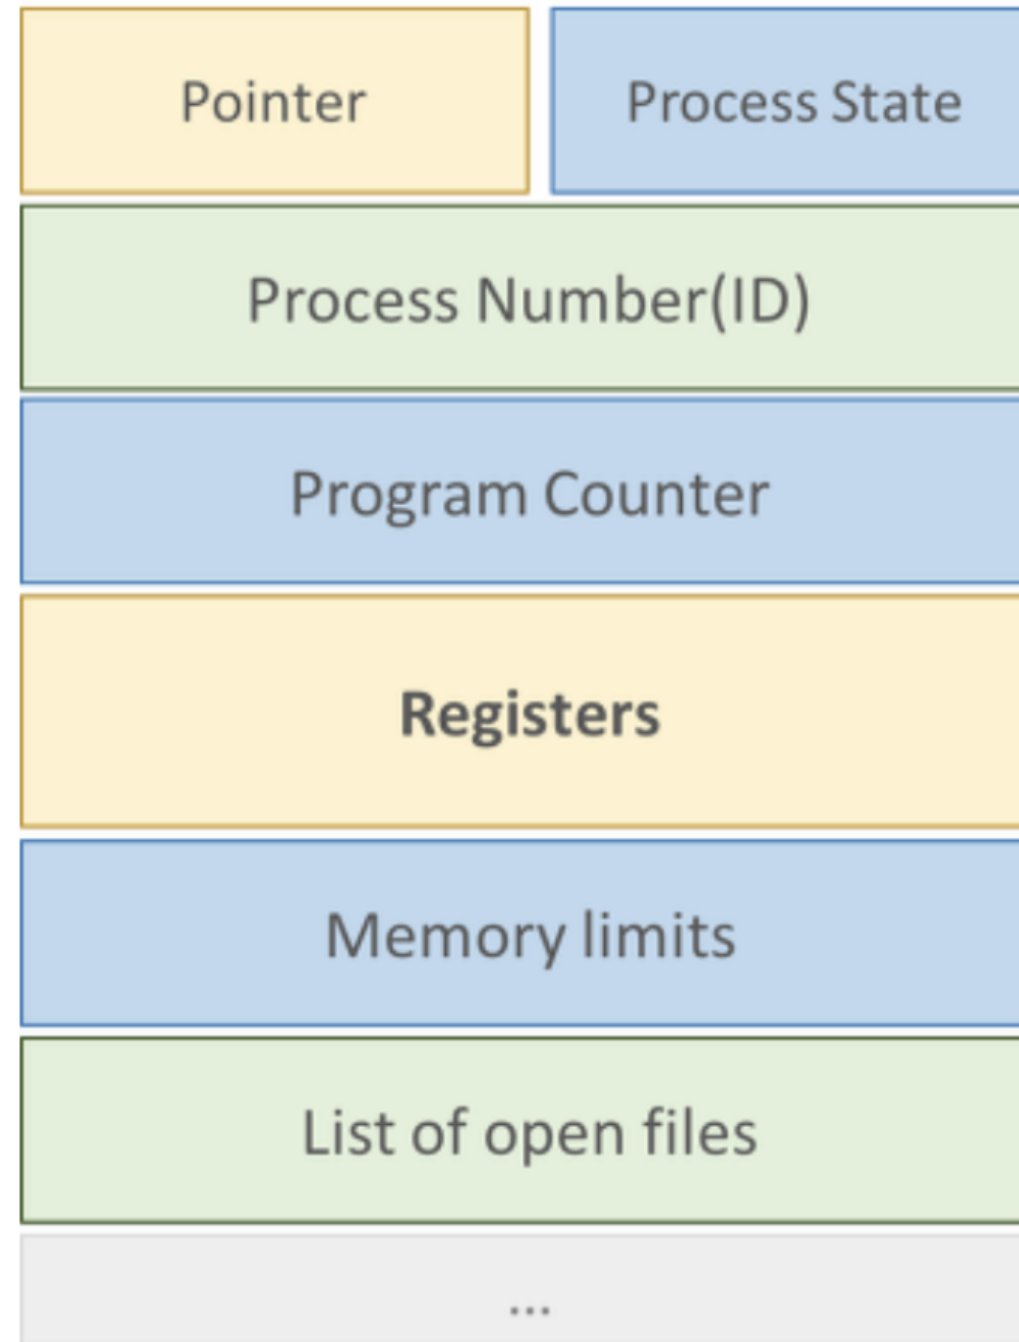 Pointer
Process State
Process Number(ID)
Program Counter
Registers
Memory limits
List of open files
...